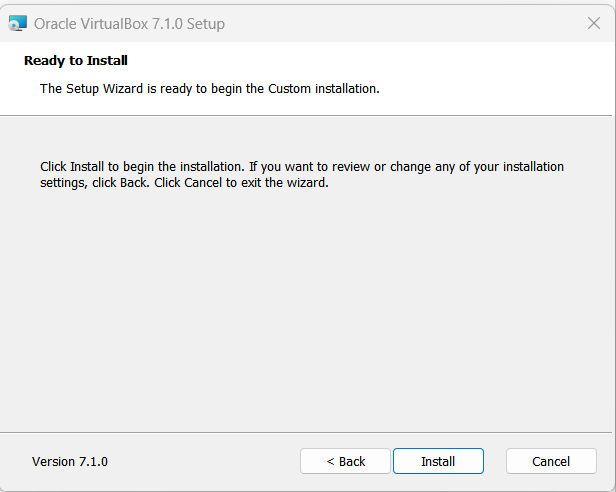 Oracle VirtualBox 7.1.0 Setup
Ready to Install
The Setup Wizard is ready to begin the Custom installation.
Click Install to begin the installation. If you want to review or change any of your installation
settings, click Back. Click Cancel to exit the wizard.
Version 7.1.0
< Back
Install
Cancel